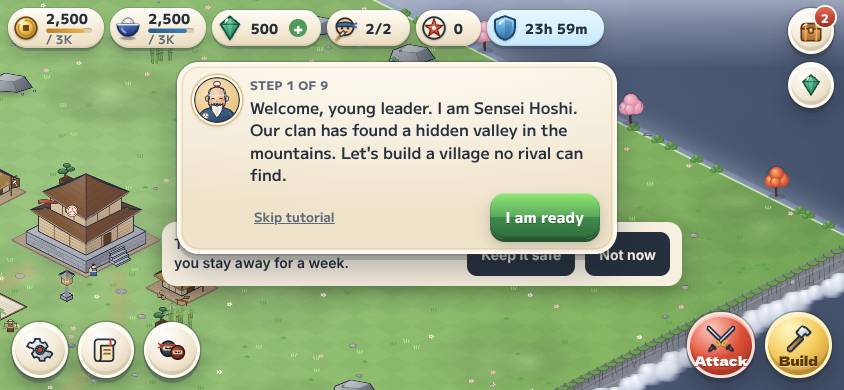 2,500
/ 3K
2,500
/ 3K
500
2/2
0
23h 59m
2
STEP 1 OF 9
Welcome, young leader. I am Sensei Hoshi.
Our clan has found a hidden valley in the
mountains. Let's build a village no rival can
find.
Skip tutorial
I am ready
you stay away for a week.
Keep it safe
Not now
Attack
Build